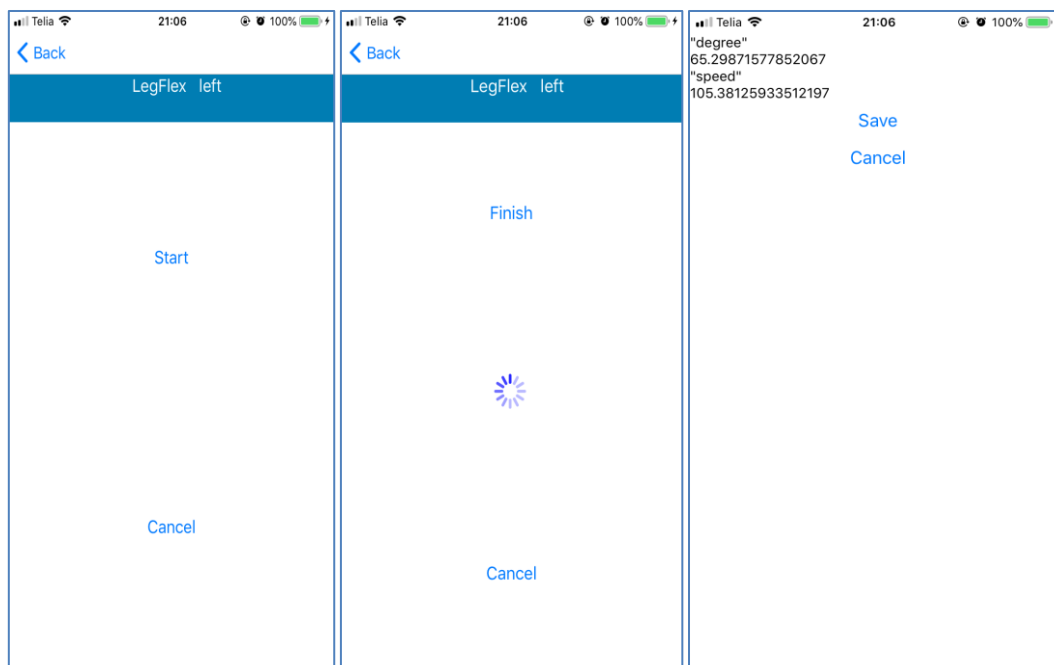 Telia 21:06 100%
Back
LegFlex left
Start
Cancel
Telia 21:06 100%
Back
LegFlex left
Finish
Cancel
Telia 21:06 100%
"degree"
65.29871577852067
"speed"
105.38125933512197
Save
Cancel